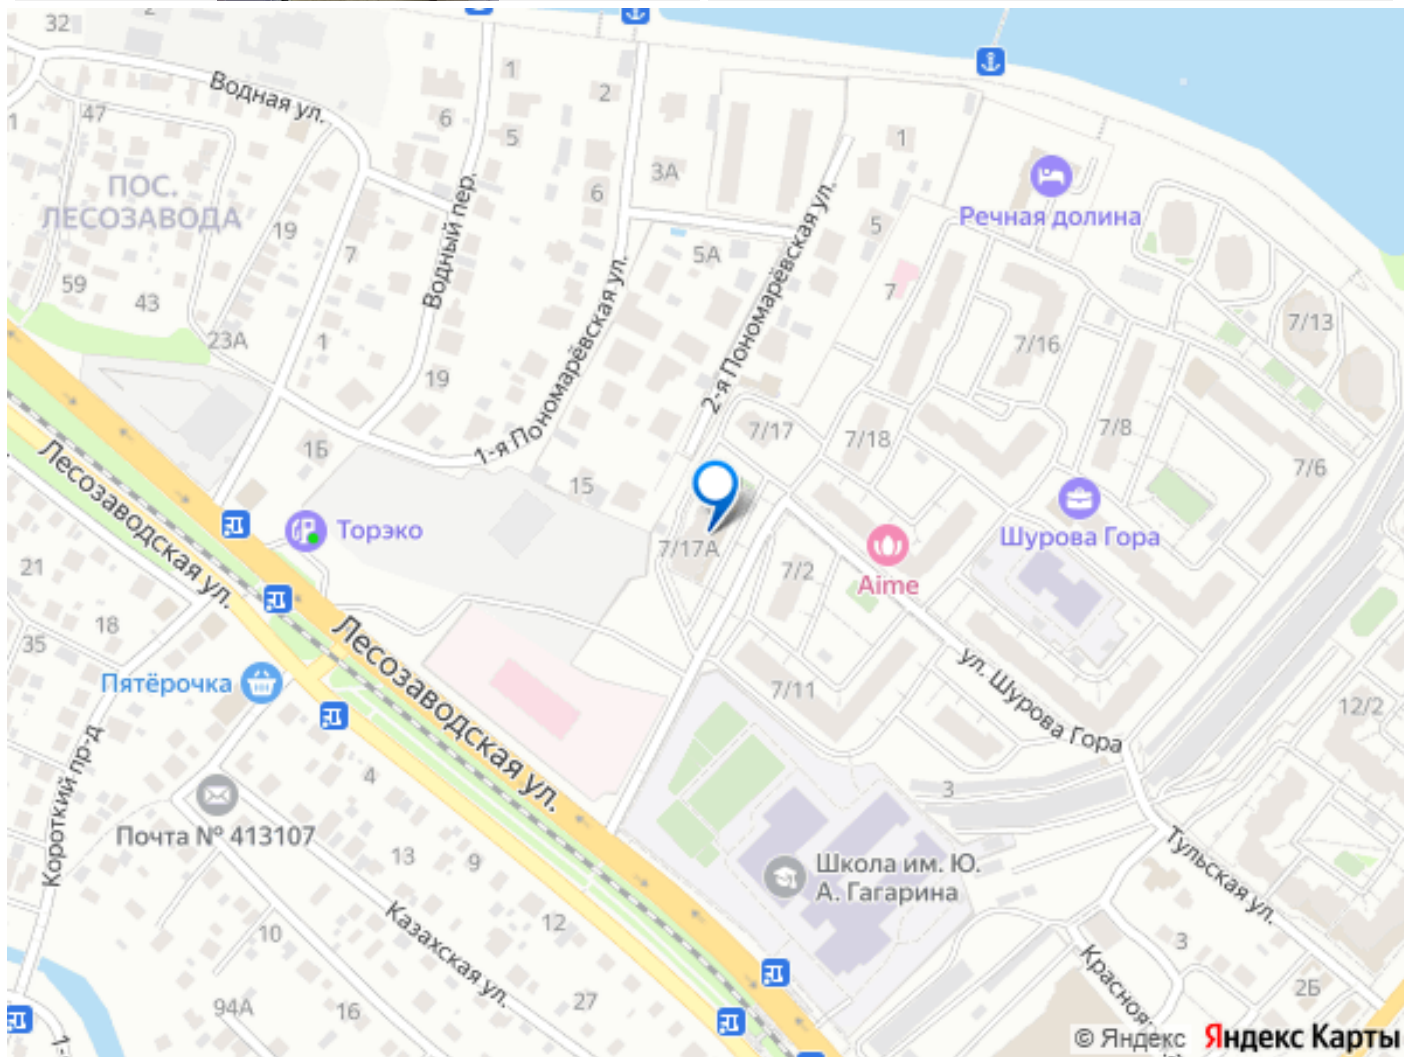 32
2
Водная ул.
47
1
ПОС.
ЛЕСОЗАВОДА
19
7
59
43
23А
1
Водный пер.
6
1
5
2
6
3А
5А
1
5
7
19
16
15
1-я Пономарёвская ул.
2-я Пономарёвская ул.
Речная долина
7/13
7/16
7/17
7/18
7/8
7/6
Лесозаводская ул.
Торэко
7/17А
7/2
Aime
Шурова Гора
21
18
35
Пятёрочка
Лесозаводская ул.
7/11
ул. Шурова Гора
12/2
3
Короткий пр-д
4
Почта № 413107
13
9
Школа им. Ю.
А. Гагарина
Тульская ул.
Казахская ул.
12
10
3
2Б
94А
16
27
1-
© Яндекс Яндекс Карты